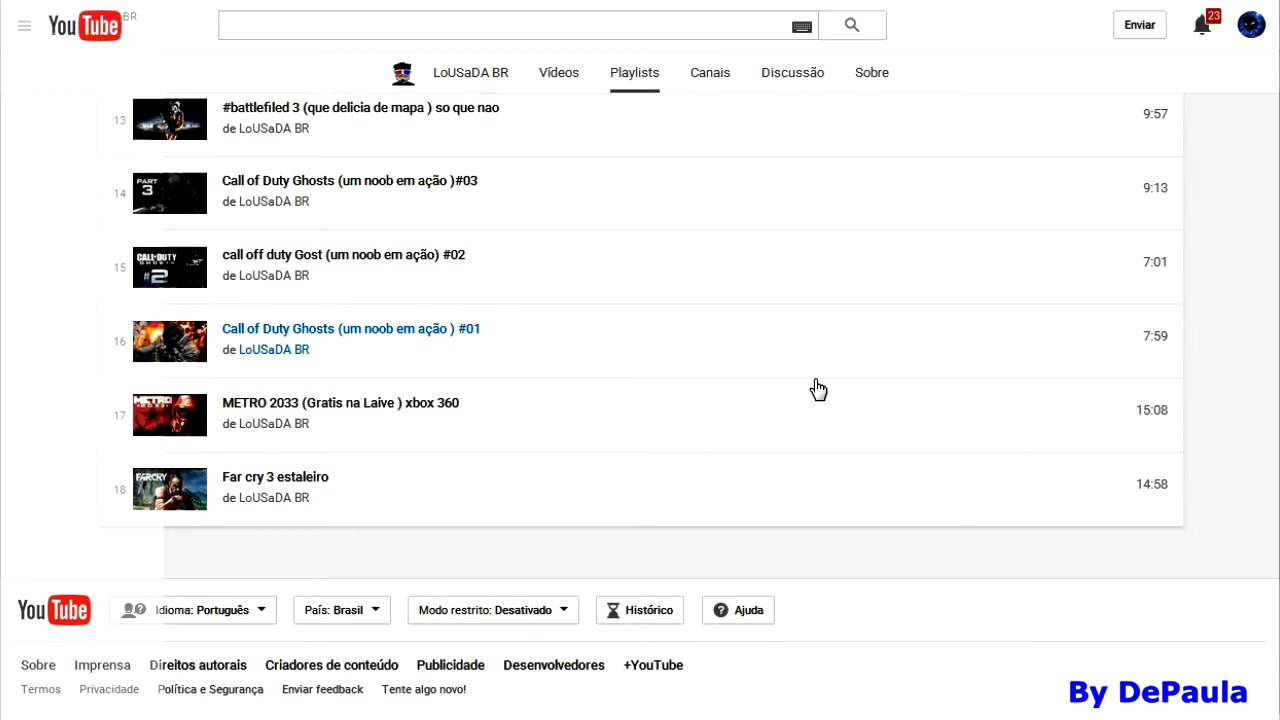 YouTube BR
Enviar
23
LoUSaDA BR
Vídeos
Playlists
Canais
Discussão
Sobre
13
#battlefiled 3 (que delicia de mapa ) so que nao
9:57
de LoUSaDA BR
14
PART
3
Call of Duty Ghosts (um noob em ação )#03
9:13
de LoUSaDA BR
15
CALL OF DUTY
#2
call off duty Gost (um noob em ação) #02
7:01
de LoUSaDA BR
16
Call of Duty Ghosts (um noob em ação ) #01
7:59
de LoUSaDA BR
17
METRO
METRO 2033 (Gratis na Laive ) xbox 360
15:08
de LoUSaDA BR
18
FARCRY
Far cry 3 estaleiro
14:58
de LoUSaDA BR
YouTube
Idioma: Português
País: Brasil
Modo restrito: Desativado
Histórico
Ajuda
Sobre
Imprensa
Direitos autorais
Criadores de conteúdo
Publicidade
Desenvolvedores
+YouTube
Termos
Privacidade
Política e Segurança
Enviar feedback
Tente algo novo!
By DePaula